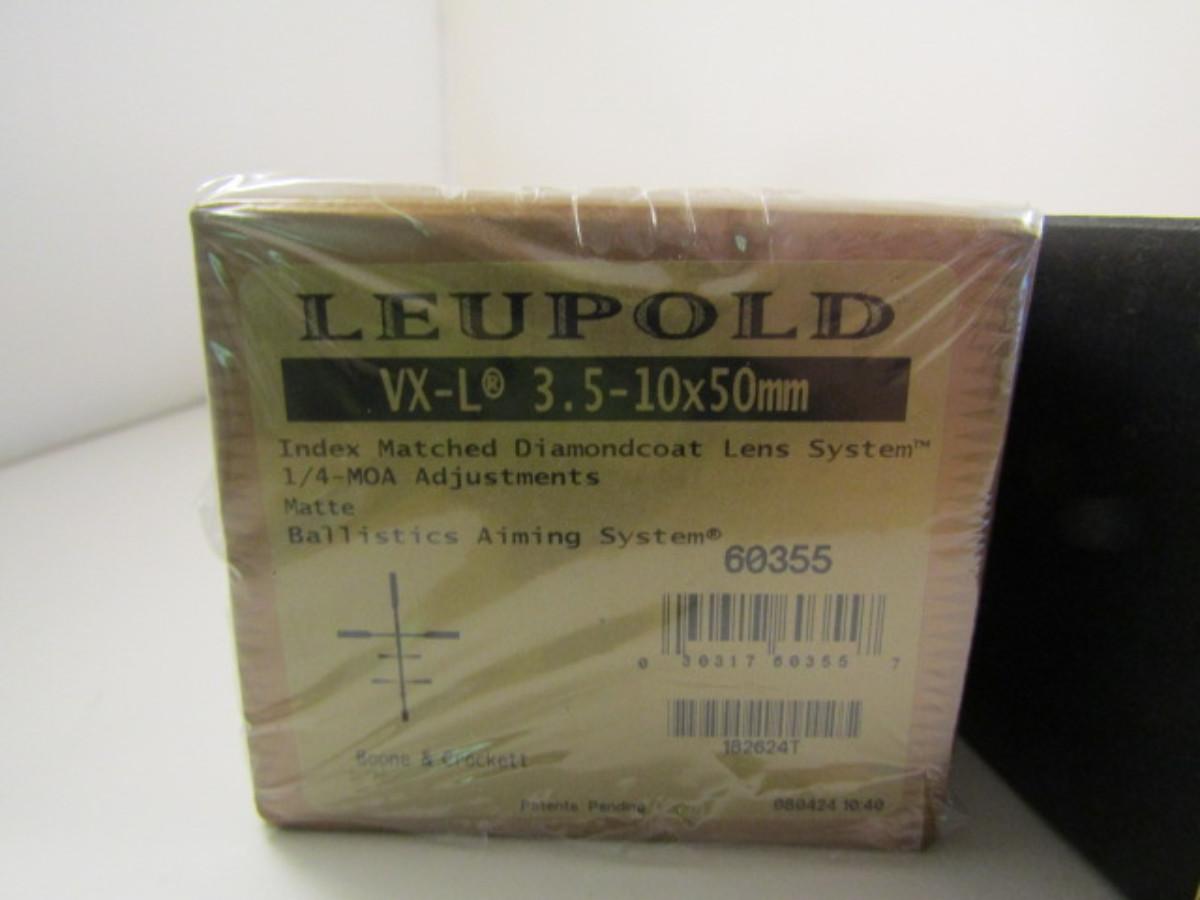 LEUPOLD
VX-L® 3.5-10x50mm
Index Matched Diamondcoat Lens System™
1/4-MOA Adjustments
Matte
Ballistics Aiming System®
60355
0 30317 60355 7
182624T
Boone & Crockett
Patents Pending
080424 10:40